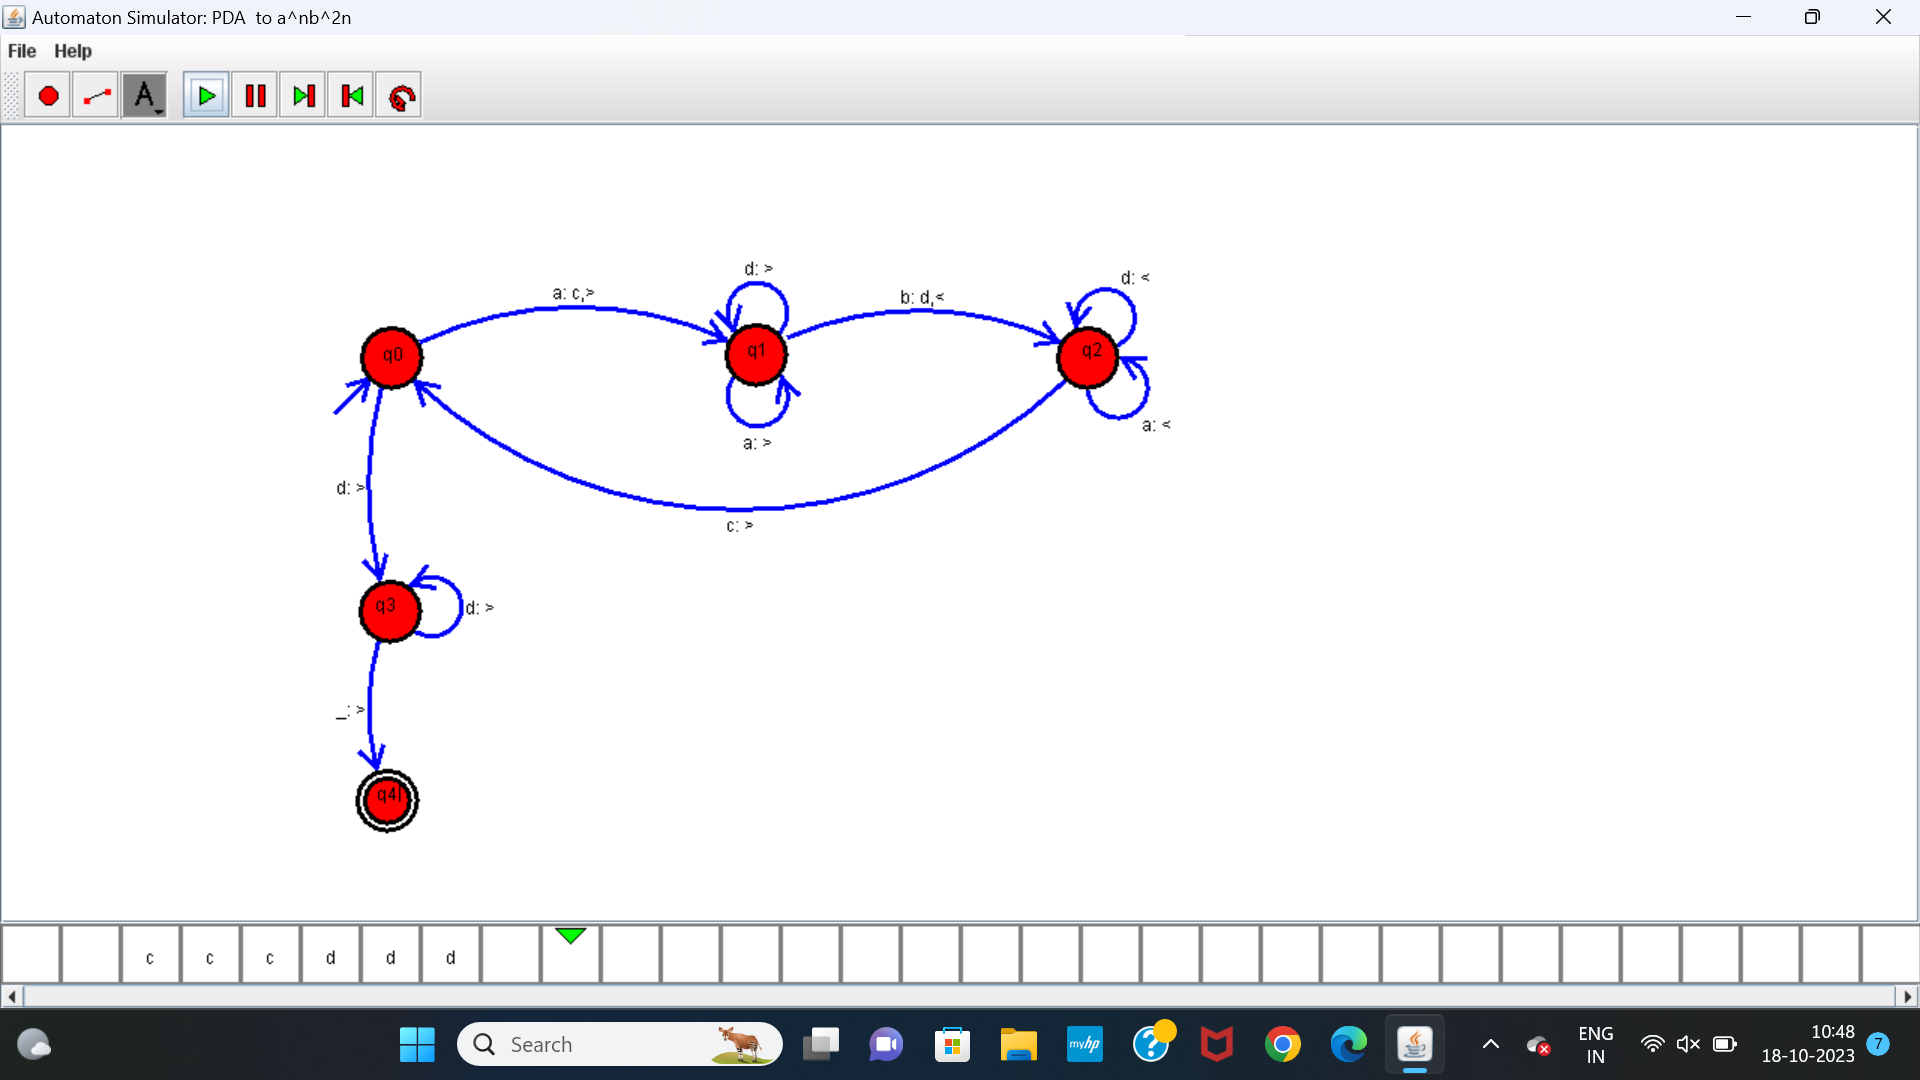 Automaton Simulator: PDA  to a^nb^2n
File Help
A
d: >
d: <
a: c,>
b: d,<
q0
q1
q2
a: <
a: >
d: >
c: >
q3
d: >
_: >
q4
c c c d d d
Search
myhp
?
ENG
IN
10:48
18-10-2023
7